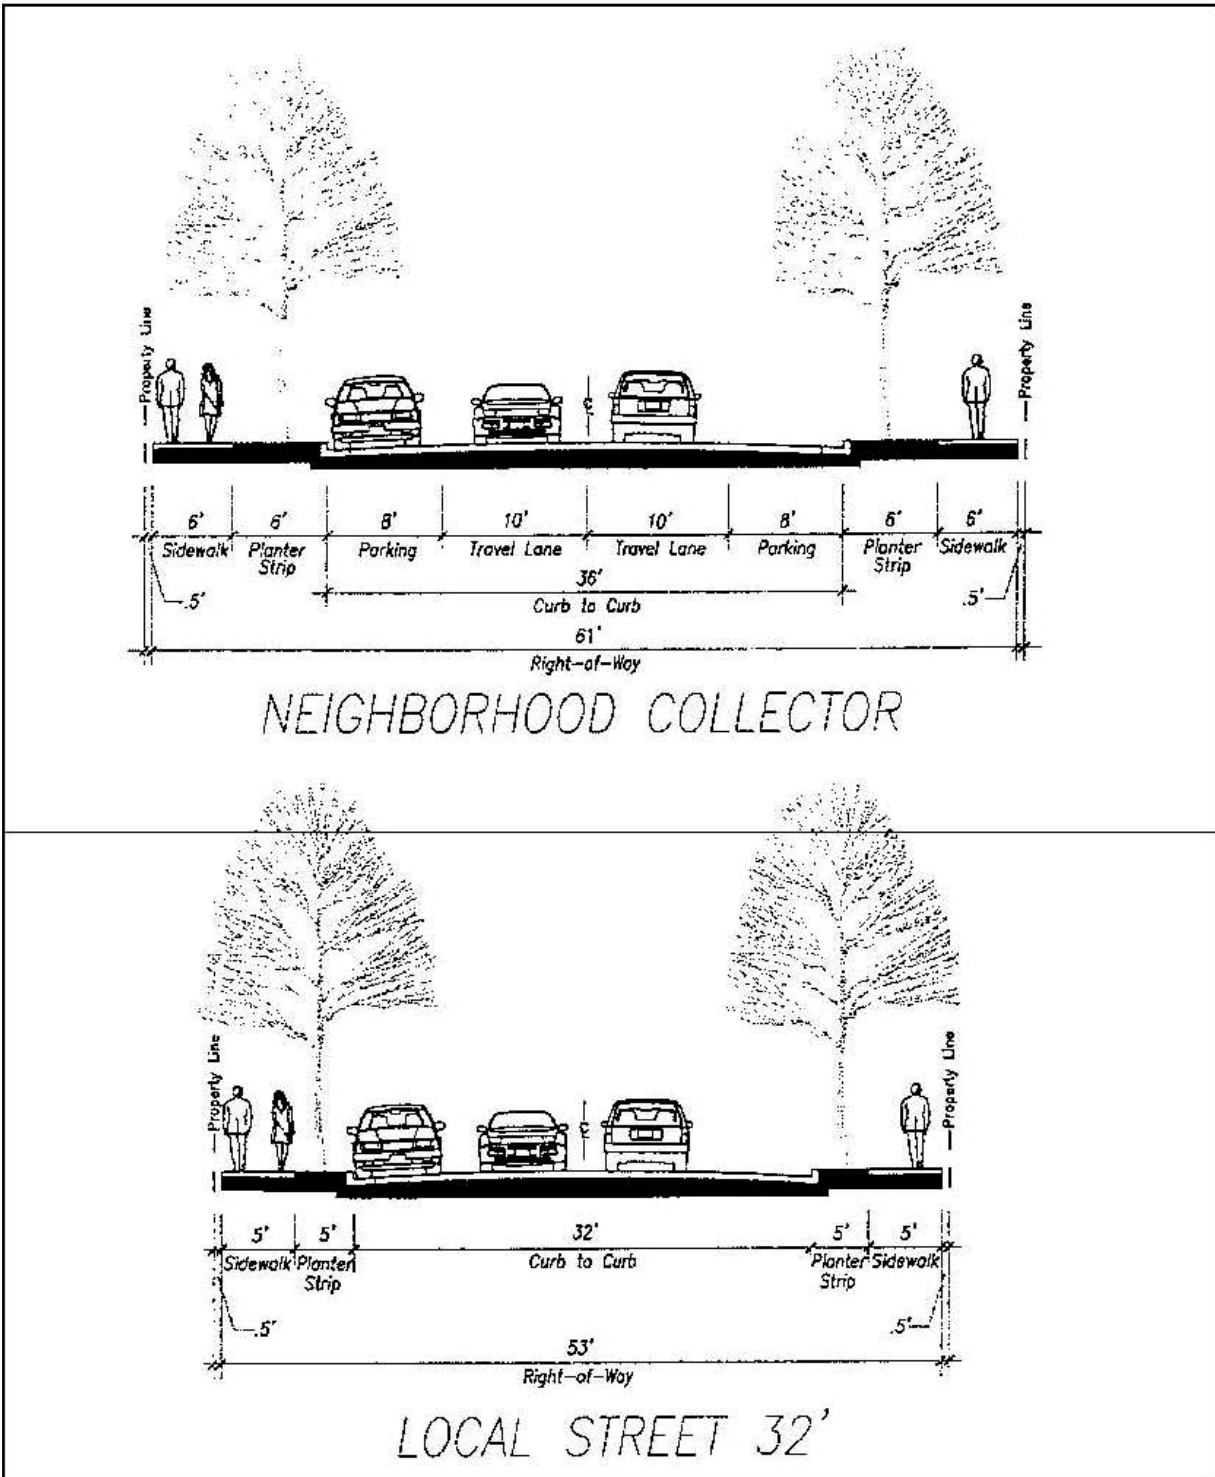 Property Line
Property Line
℄
6' 6' 8' 10' 10' 8' 6' 6'
Sidewalk Planter Strip Parking Travel Lane Travel Lane Parking Planter Strip Sidewalk
36'
.5' Curb to Curb .5'
61'
Right-of-Way
NEIGHBORHOOD COLLECTOR
Property Line
Property Line
℄
5' 5' 32' 5' 5'
Sidewalk Planter Strip Curb to Curb Planter Strip Sidewalk
.5' .5'
53'
Right-of-Way
LOCAL STREET 32'